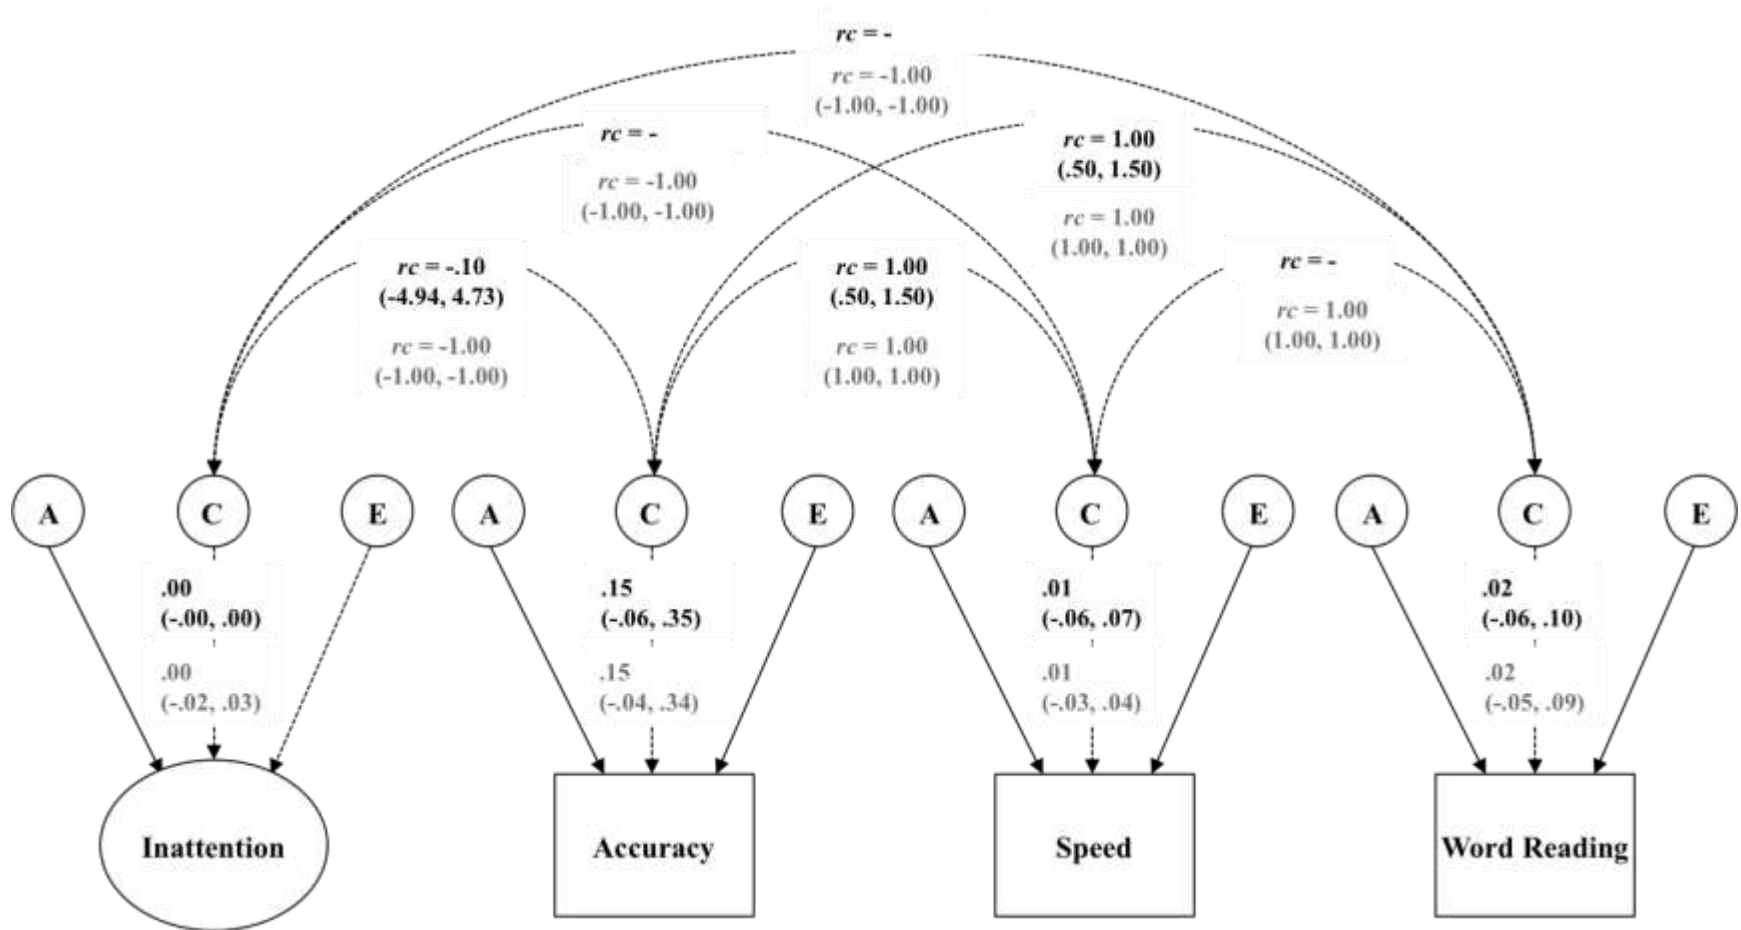 rc = -
rc = -1.00
(-1.00, -1.00)
rc = -
rc = -1.00
(-1.00, -1.00)
rc = 1.00
(.50, 1.50)
rc = 1.00
(1.00, 1.00)
rc = -.10
(-4.94, 4.73)
rc = -1.00
(-1.00, -1.00)
rc = 1.00
(.50, 1.50)
rc = 1.00
(1.00, 1.00)
rc = -
rc = 1.00
(1.00, 1.00)
A C E A C E A C E A C E
.00
(-.00, .00)
.00
(-.02, .03)
.15
(-.06, .35)
.15
(-.04, .34)
.01
(-.06, .07)
.01
(-.03, .04)
.02
(-.06, .10)
.02
(-.05, .09)
Inattention
Accuracy
Speed
Word Reading